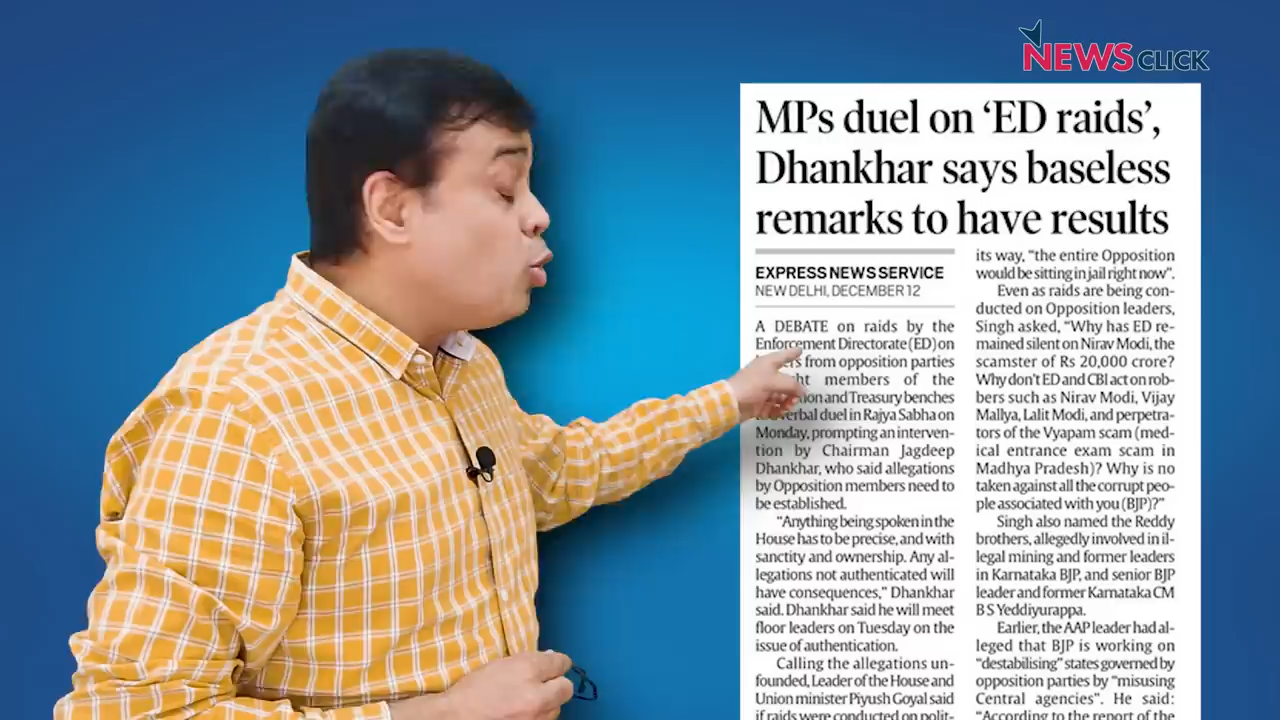 NEWSCLICK
MPs duel on ‘ED raids’,
Dhankhar says baseless
remarks to have results
EXPRESS NEWS SERVICE
NEW DELHI, DECEMBER 12
A DEBATE on raids by the
Enforcement Directorate (ED) on
from opposition parties
members of the
and Treasury benches
verbal duel in Rajya Sabha on
Monday, prompting an interven-
tion by Chairman Jagdeep
Dhankhar, who said allegations
by Opposition members need to
be established.
“Anything being spoken in the
House has to be precise, and with
sanctity and ownership. Any al-
legations not authenticated will
have consequences,” Dhankhar
said. Dhankhar said he will meet
floor leaders on Tuesday on the
issue of authentication.
Calling the allegations un-
founded, Leader of the House and
Union minister Piyush Goyal said
if raids were conducted on polit-
its way, “the entire Opposition
would be sitting in jail right now”.
Even as raids are being con-
ducted on Opposition leaders,
Singh asked, “Why has ED re-
mained silent on Nirav Modi, the
scamster of Rs 20,000 crore?
Why don’t ED and CBI act on rob-
bers such as Nirav Modi, Vijay
Mallya, Lalit Modi, and perpetra-
tors of the Vyapam scam (med-
ical entrance exam scam in
Madhya Pradesh)? Why is no
taken against all the corrupt peo-
ple associated with you (BJP)?”
Singh also named the Reddy
brothers, allegedly involved in il-
legal mining and former leaders
in Karnataka BJP, and senior BJP
leader and former Karnataka CM
B S Yeddiyurappa.
Earlier, the AAP leader had al-
leged that BJP is working on
“destabilising” states governed by
opposition parties by “misusing
Central agencies”. He said:
“According to the report of the